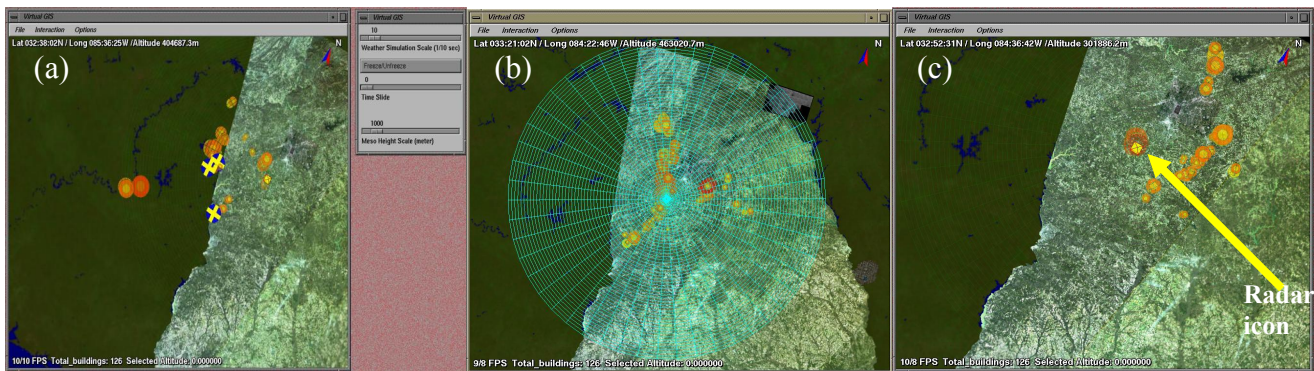 Virtual GIS
File Interaction Options
Lat 032:38:02N / Long 085:36:25W / Altitude 404687.3m
N
(a)
10/10 FPS Total_buildings: 126 Selected Altitude: 0.000000
Virtual GIS
10
Weather Simulation Scale (1/10 sec)
Freeze/Unfreeze
0
Time Slide
1000
Meso Height Scale (meter)
Virtual GIS
File Interaction Options
Lat 033:21:02N / Long 084:22:46W /Altitude 463020.7m
N
(b)
9/8 FPS Total_buildings: 126 Selected Altitude: 0.000000
Virtual GIS
File Interaction Options
Lat 032:52:31N / Long 084:36:42W /Altitude 301886.2m
N
(c)
Radar
icon
10/8 FPS Total_buildings: 126 Selected Altitude: 0.000000